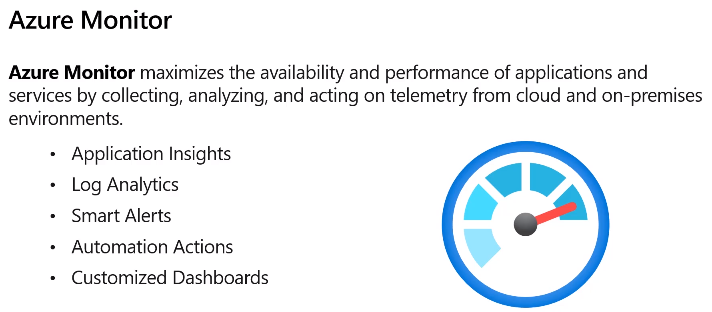 Azure Monitor
Azure Monitor maximizes the availability and performance of applications and
services by collecting, analyzing, and acting on telemetry from cloud and on-premises
environments.
• Application Insights
• Log Analytics
• Smart Alerts
• Automation Actions
• Customized Dashboards